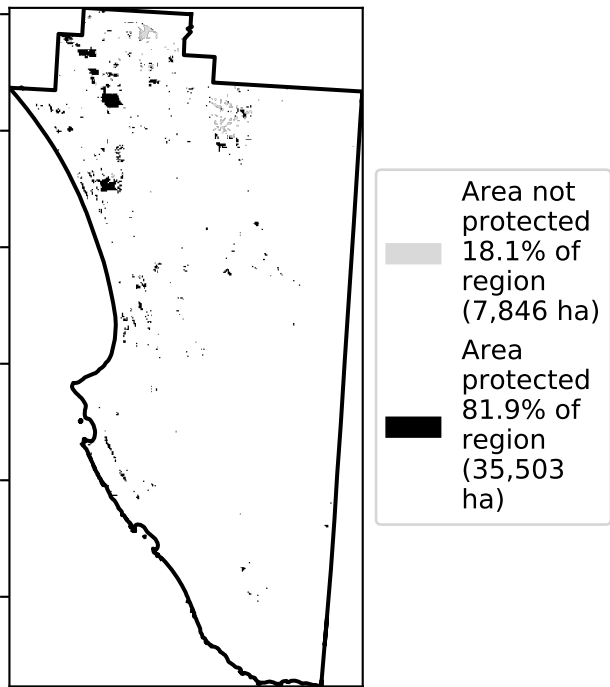 Area not
protected
18.1% of
region
(7,846 ha)
Area
protected
81.9% of
region
(35,503
ha)